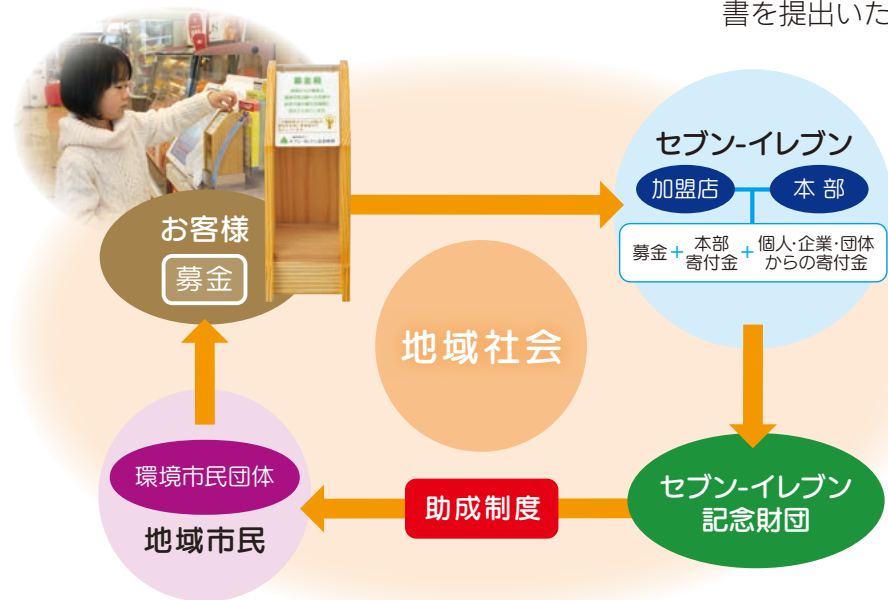 書を提出いた
募金箱
セブン-イレブン
加盟店
本部
募金+本部寄付金+個人・企業・団体からの寄付金
お客様
募金
地域社会
環境市民団体
地域市民
助成制度
セブン-イレブン
記念財団